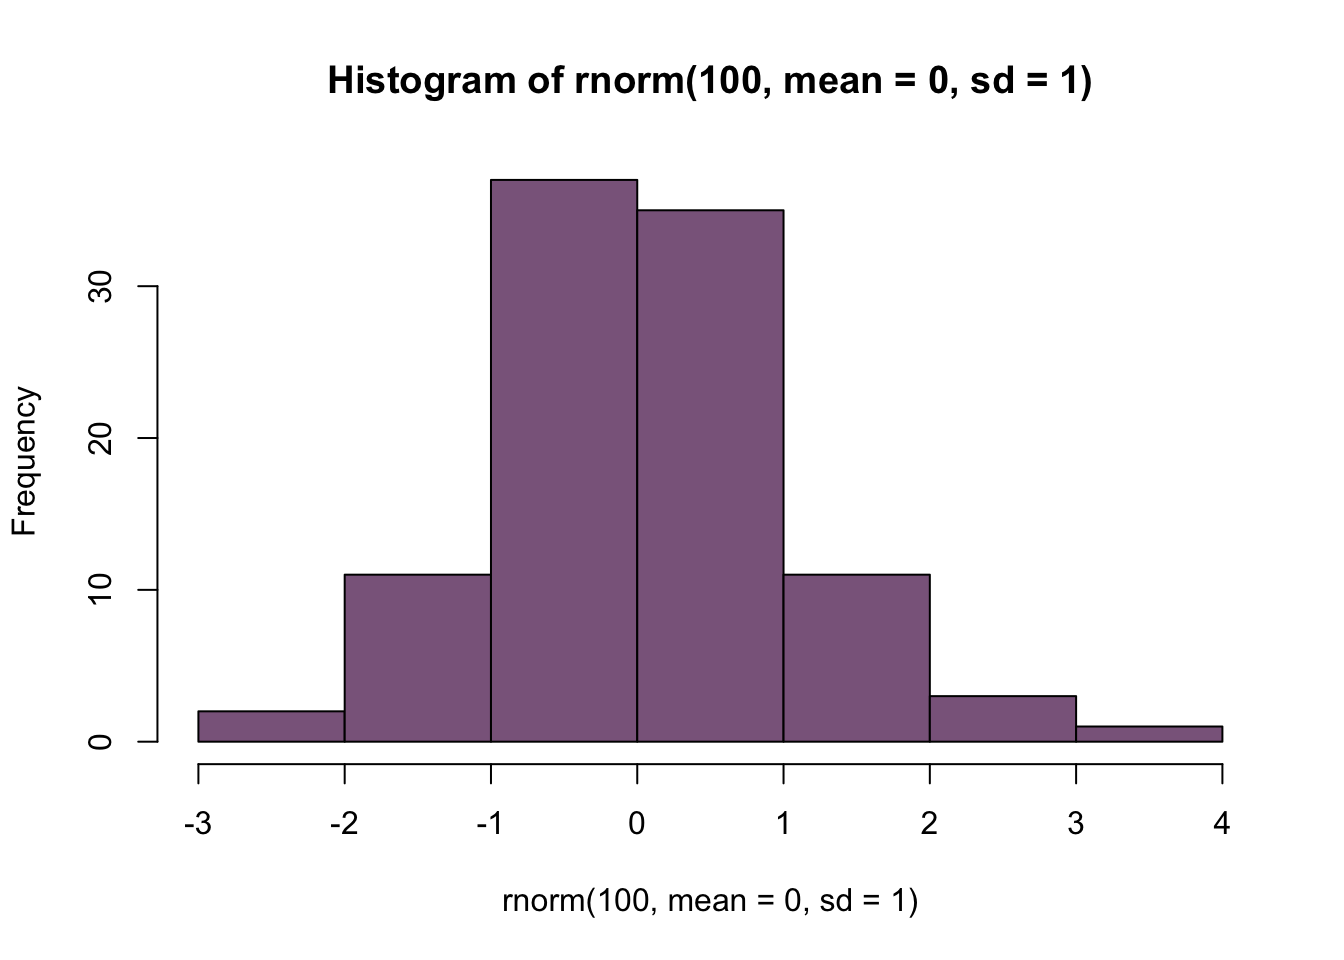 Histogram of rnorm(100, mean = 0, sd = 1)
Frequency
30
20
10
0
-3 -2 -1 0 1 2 3 4
rnorm(100, mean = 0, sd = 1)